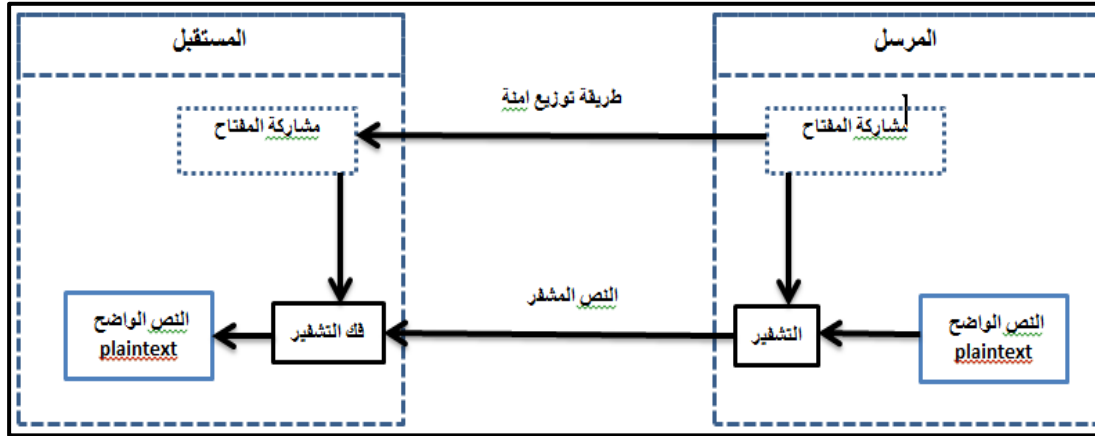 المرسل
المستقبل
طريقة توزيع امنة
مشاركة المفتاح
مشاركة المفتاح
النص المشفر
النص الواضح
plaintext
التشفير
فك التشفير
النص الواضح
plaintext